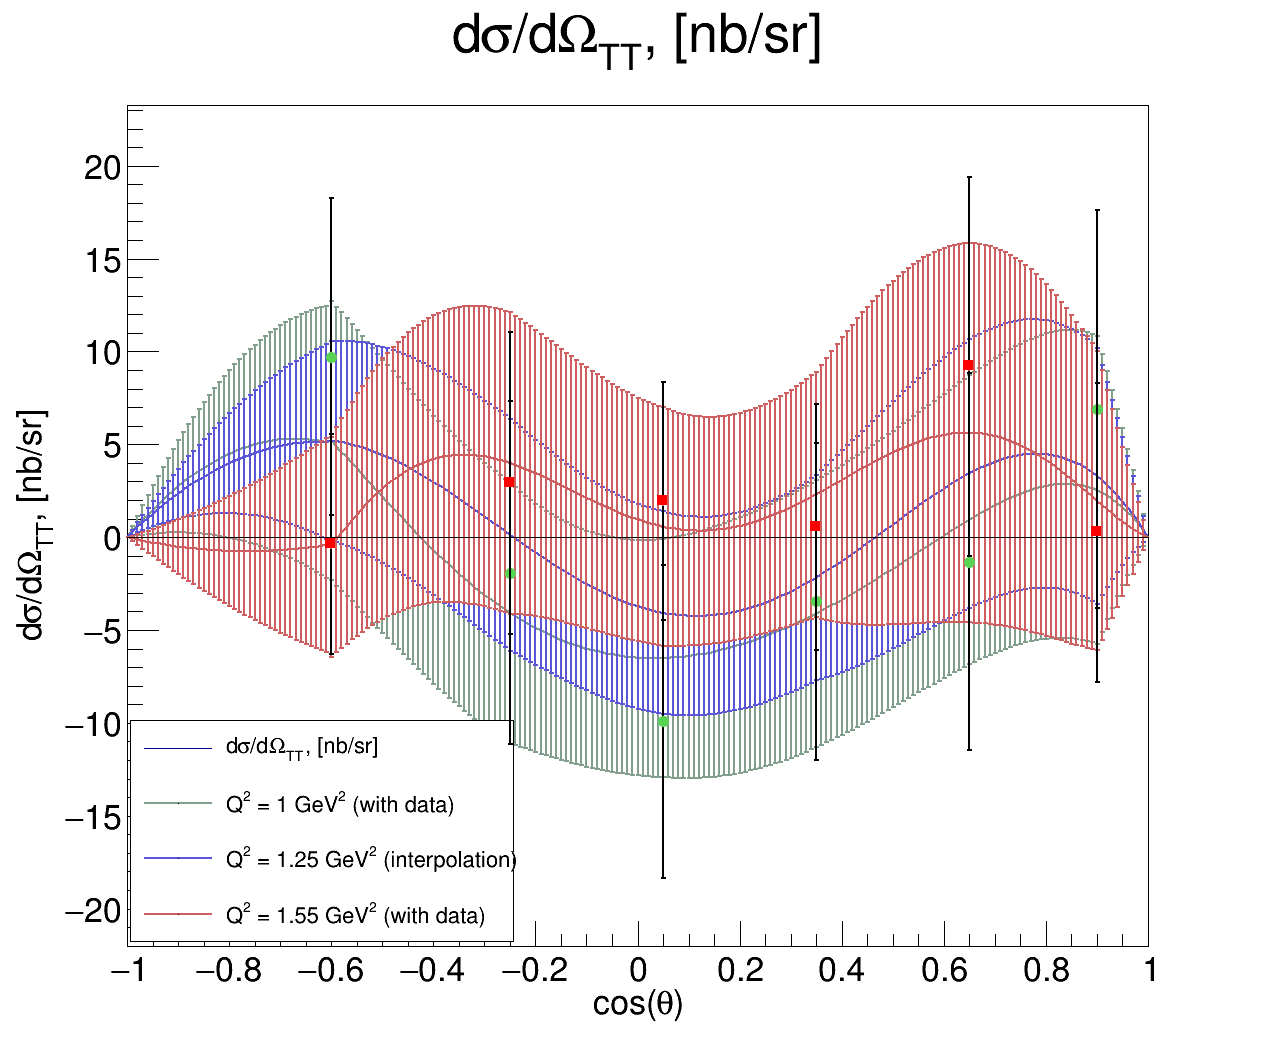 dσ/dΩTT, [nb/sr]
dσ/dΩTT, [nb/sr]
20
15
10
5
0
−5
−10
−15
−20
dσ/dΩTT, [nb/sr]
Q2 = 1 GeV2 (with data)
Q2 = 1.25 GeV2 (interpolation)
Q2 = 1.55 GeV2 (with data)
−1 −0.8 −0.6 −0.4 −0.2 0 0.2 0.4 0.6 0.8 1
cos(θ)